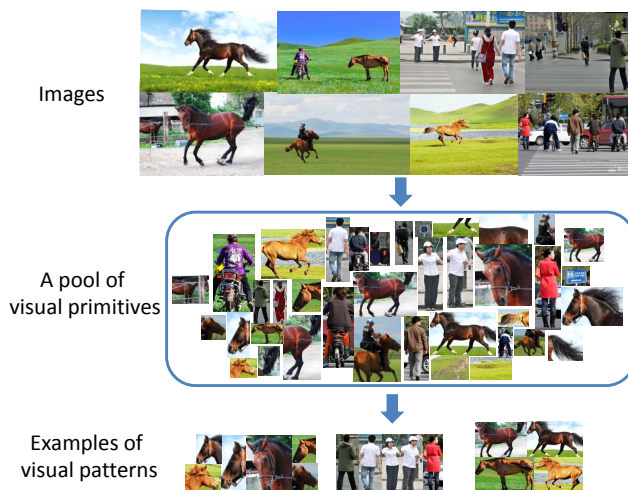 Images
A pool of
visual primitives
Examples of
visual patterns